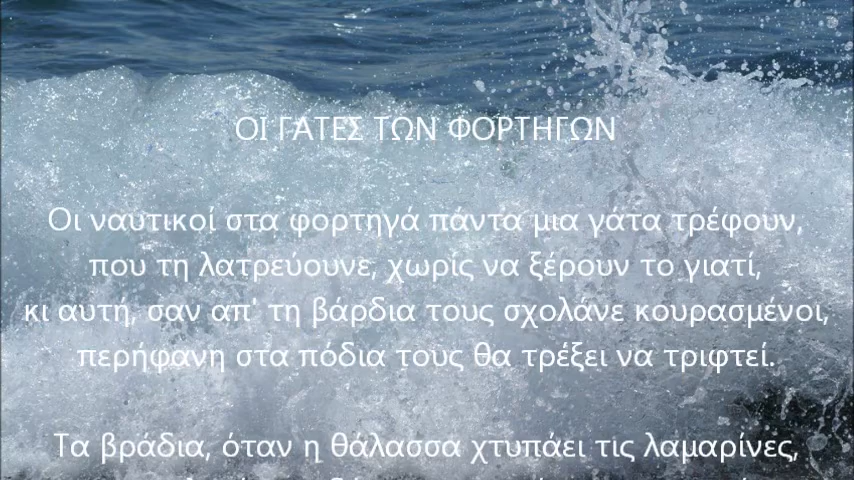 ΟΙ ΓΑΤΕΣ ΤΩΝ ΦΟΡΤΗΓΩΝ
Οι ναυτικοί στα φορτηγά πάντα μια γάτα τρέφουν,
που τη λατρεύουνε, χωρίς να ξέρουν το γιατί,
κι αυτή, σαν απ' τη βάρδια τους σχολάνε κουρασμένοι,
περήφανη στα πόδια τους θα τρέξει να τριφτεί.
Τα βράδια, όταν η θάλασσα χτυπάει τις λαμαρίνες,